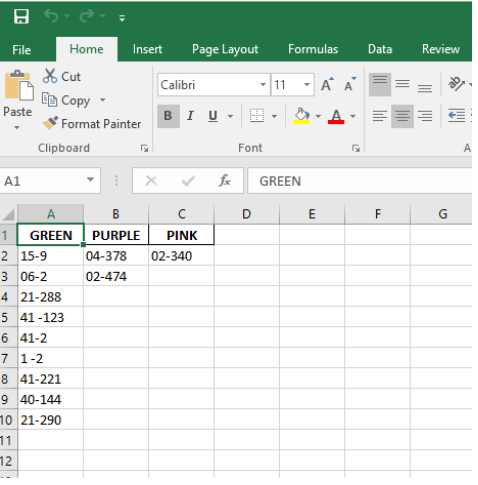 File Home Insert Page Layout Formulas Data Review
Cut
Copy
Format Painter
Paste
Calibri 11 A A
B I U A
Clipboard Font A
A1 fx GREEN
A B C D E F G
1 GREEN PURPLE PINK
2 15-9 04-378 02-340
3 06-2 02-474
4 21-288
5 41 -123
6 41-2
7 1 -2
8 41-221
9 40-144
10 21-290
11
12